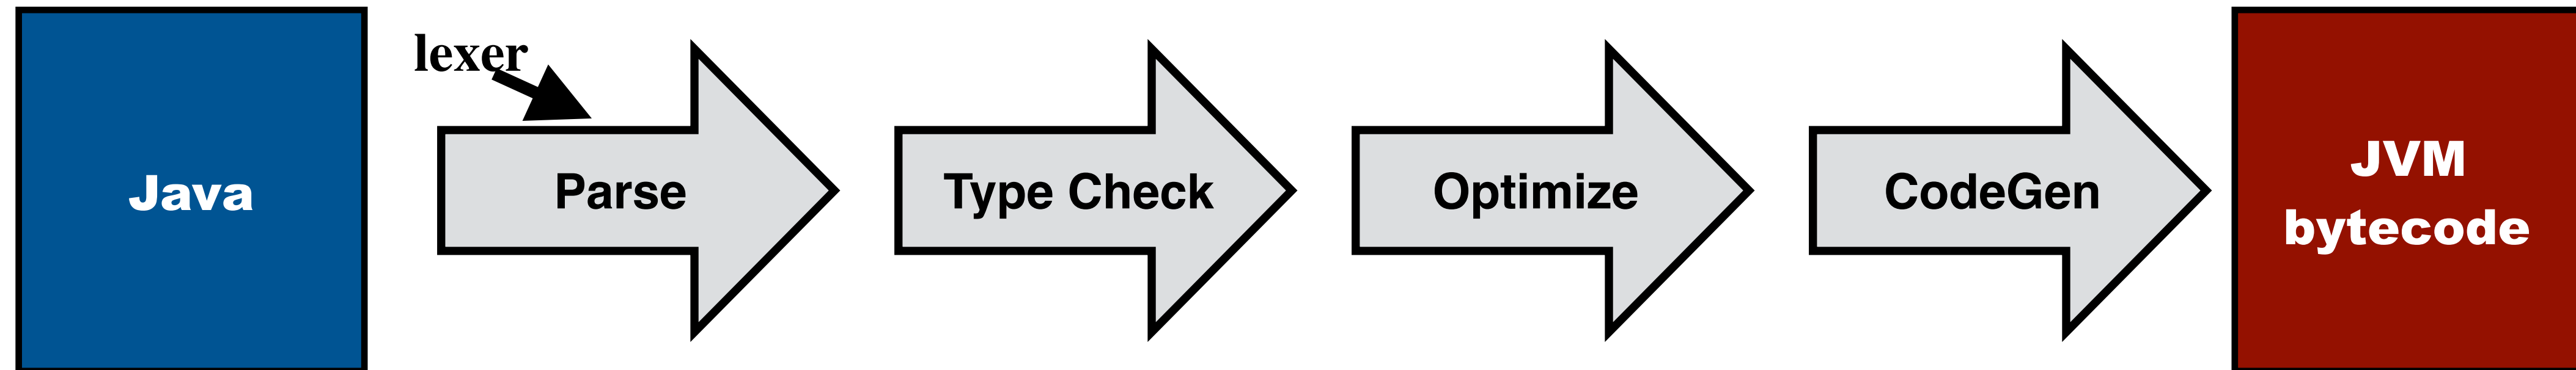 lexer
Java
Parse
Type Check
Optimize
CodeGen
JVM
bytecode